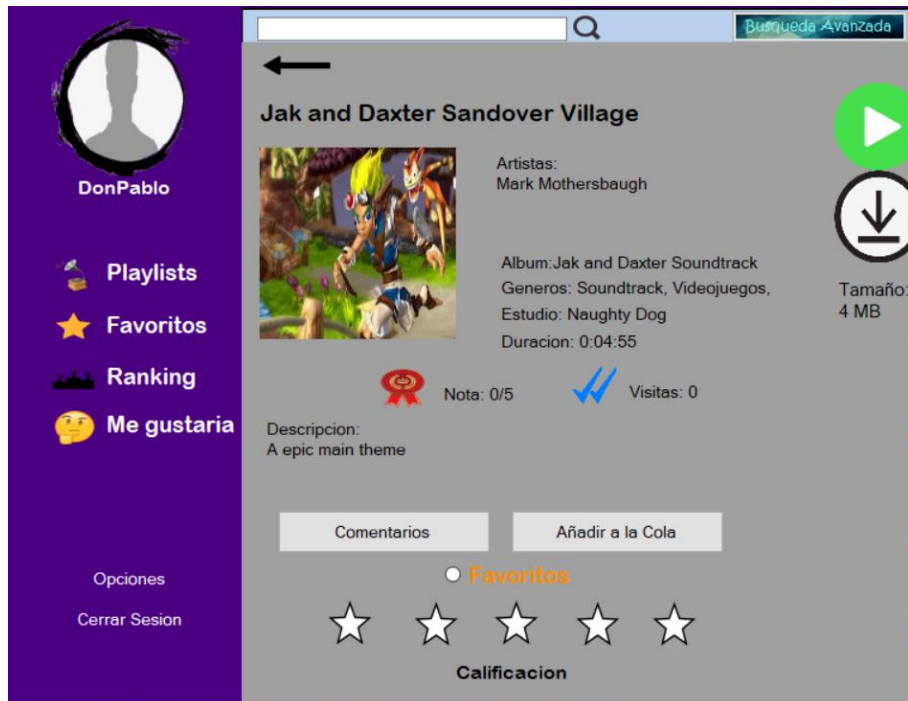 Busqueda Avanzada
DonPablo
Playlists
Favoritos
Ranking
Me gustaria
Opciones
Cerrar Sesion
Jak and Daxter Sandover Village
Artistas:
Mark Mothersbaugh
Album:Jak and Daxter Soundtrack
Generos: Soundtrack, Videojuegos,
Estudio: Naughty Dog
Duracion: 0:04:55
Tamaño:
4 MB
Nota: 0/5
Visitas: 0
Descripcion:
A epic main theme
Comentarios
Añadir a la Cola
Favoritos
Calificacion